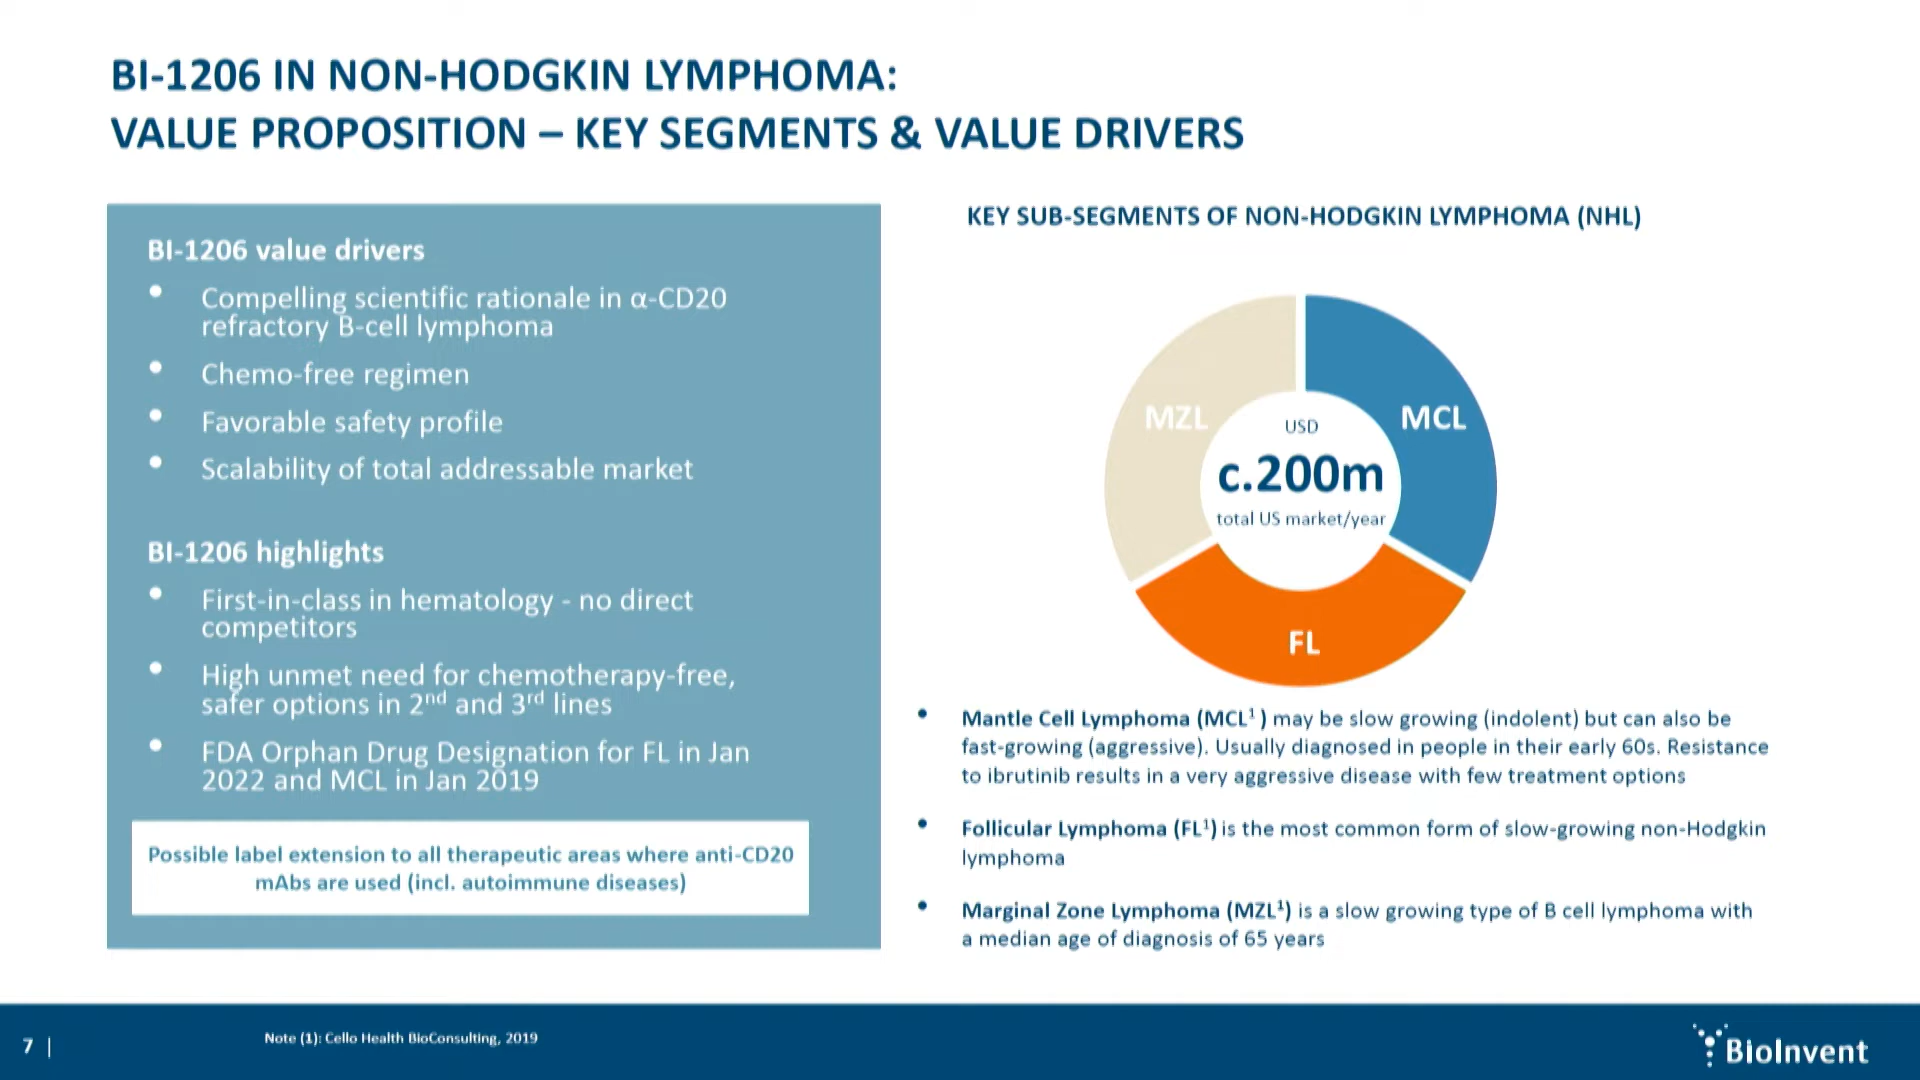 BI-1206 IN NON-HODGKIN LYMPHOMA:
VALUE PROPOSITION – KEY SEGMENTS & VALUE DRIVERS
BI-1206 value drivers
• Compelling scientific rationale in α-CD20
refractory B-cell lymphoma
• Chemo-free regimen
• Favorable safety profile
• Scalability of total addressable market
BI-1206 highlights
• First-in-class in hematology - no direct
competitors
• High unmet need for chemotherapy-free,
safer options in 2nd and 3rd lines
• FDA Orphan Drug Designation for FL in Jan
2022 and MCL in Jan 2019
Possible label extension to all therapeutic areas where anti-CD20
mAbs are used (incl. autoimmune diseases)
KEY SUB-SEGMENTS OF NON-HODGKIN LYMPHOMA (NHL)
MZL
MCL
USD
c.200m
total US market/year
FL
• Mantle Cell Lymphoma (MCL¹ ) may be slow growing (indolent) but can also be
fast-growing (aggressive). Usually diagnosed in people in their early 60s. Resistance
to ibrutinib results in a very aggressive disease with few treatment options
• Follicular Lymphoma (FL¹) is the most common form of slow-growing non-Hodgkin
lymphoma
• Marginal Zone Lymphoma (MZL¹) is a slow growing type of B cell lymphoma with
a median age of diagnosis of 65 years
7 |
Note (1): Cello Health BioConsulting, 2019
BioInvent